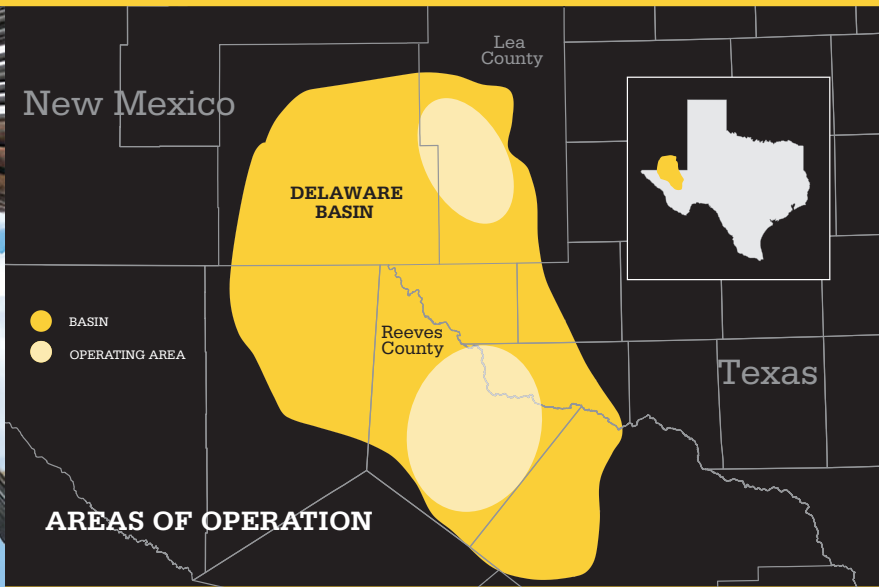 Lea
County
New Mexico
DELAWARE
BASIN
BASIN
OPERATING AREA
Reeves
County
Texas
AREAS OF OPERATION